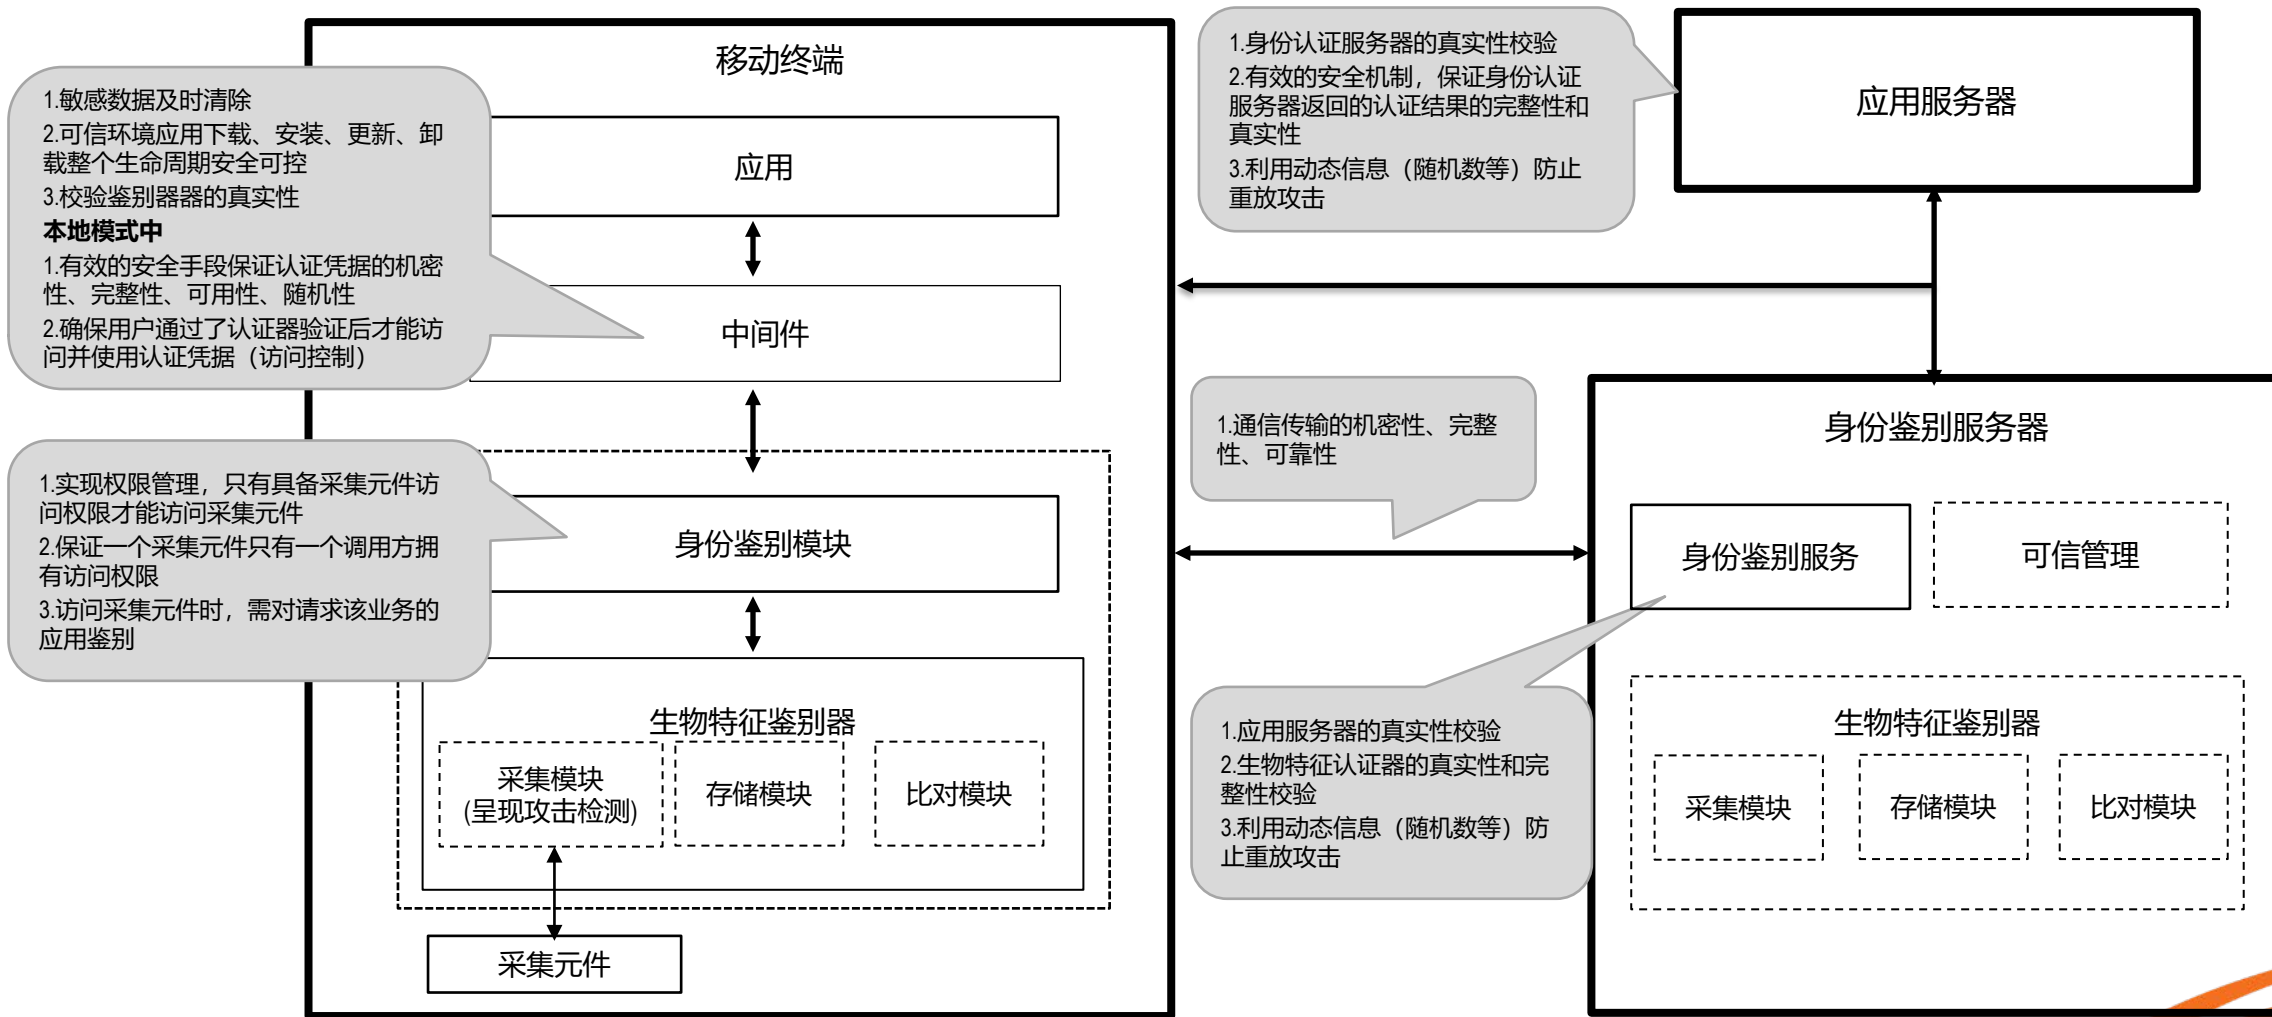 移动终端
1.敏感数据及时清除
2.可信环境应用下载、安装、更新、卸
载整个生命周期安全可控
3.校验鉴别器器的真实性
本地模式中
1.有效的安全手段保证认证凭据的机密
性、完整性、可用性、随机性
2.确保用户通过了认证器验证后才能访
问并使用认证凭据（访问控制）
应用
中间件
1.实现权限管理，只有具备采集元件访
问权限才能访问采集元件
2.保证一个采集元件只有一个调用方拥
有访问权限
3.访问采集元件时，需对请求该业务的
应用鉴别
身份鉴别模块
生物特征鉴别器
采集模块
(呈现攻击检测)
存储模块
比对模块
采集元件
1.身份认证服务器的真实性校验
2.有效的安全机制，保证身份认证
服务器返回的认证结果的完整性和
真实性
3.利用动态信息（随机数等）防止
重放攻击
应用服务器
1.通信传输的机密性、完整
性、可靠性
身份鉴别服务器
身份鉴别服务
可信管理
1.应用服务器的真实性校验
2.生物特征认证器的真实性和完
整性校验
3.利用动态信息（随机数等）防
止重放攻击
生物特征鉴别器
采集模块
存储模块
比对模块